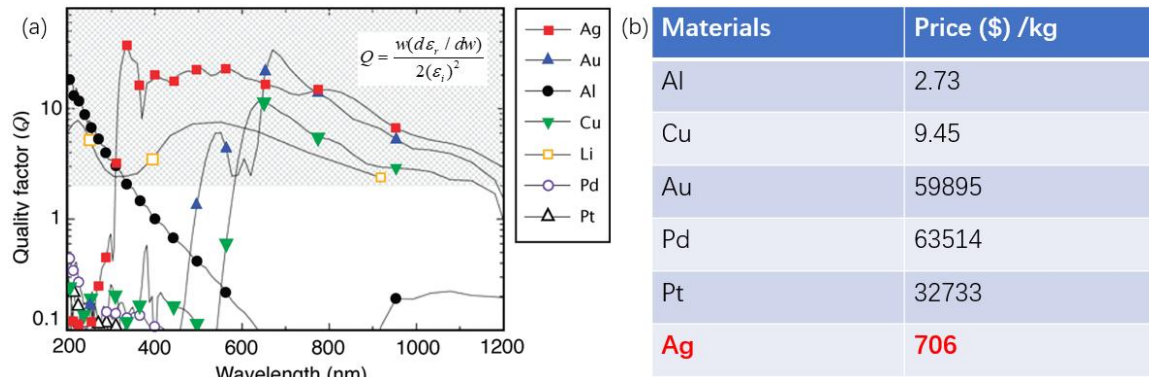 (a)
Quality factor (Q)
10
1
0.1
Q = w(dε_r / dw) / 2(ε_i)^2
200 400 600 800 1000 1200
Wavelength (nm)
Ag
Au
Al
Cu
Li
Pd
Pt
(b)
Materials Price ($) /kg
Al 2.73
Cu 9.45
Au 59895
Pd 63514
Pt 32733
Ag 706